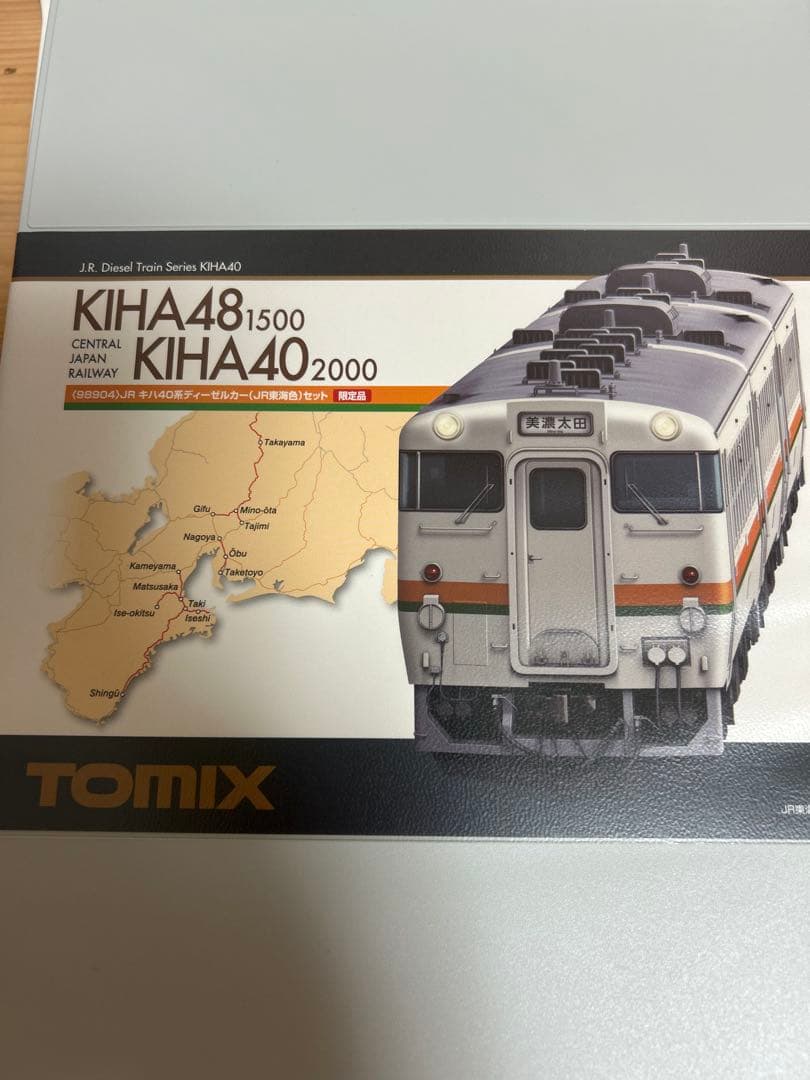 J.R. Diesel Train Series KIHA40
KIHA48 1500
CENTRAL
JAPAN
RAILWAY
KIHA40 2000
〈98904〉JR キハ40系ディーゼルカー(JR東海色)セット 限定品
美濃太田
Takayama
Gifu
Mino-ōta
Tajimi
Nagoya
Ōbu
Kameyama
Taketoyo
Matsusaka
Taki
Ise-okitsu
Iseshi
Shingū
TOMIX
JR東海